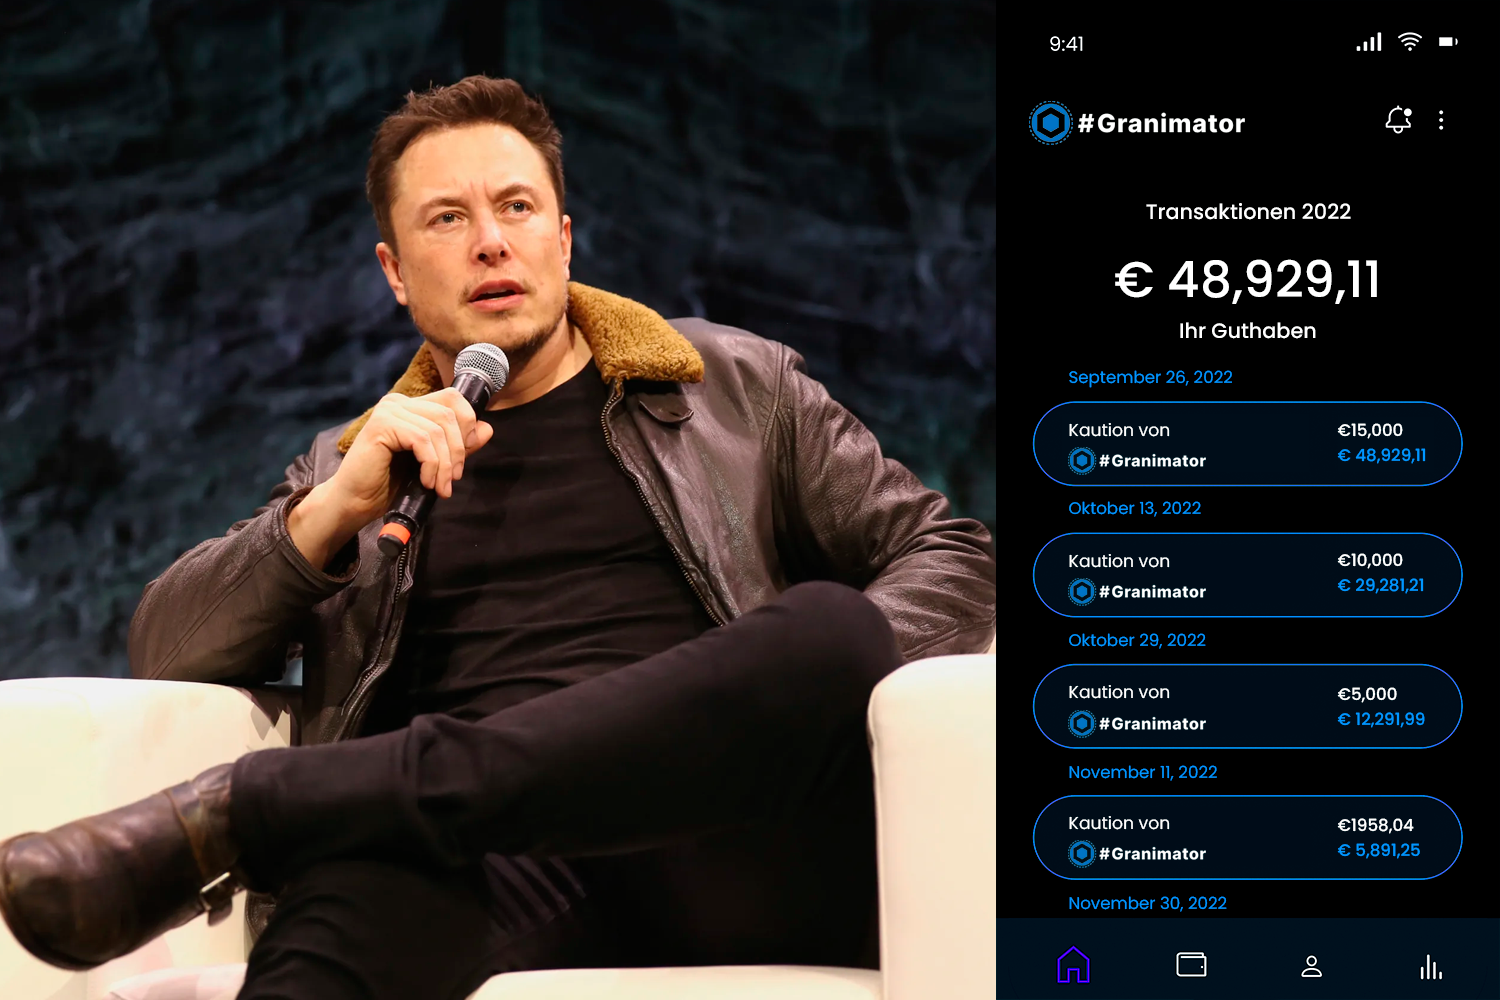 9:41
#Granimator
Transaktionen 2022
€ 48,929,11
Ihr Guthaben
September 26, 2022
Kaution von
€15,000
#Granimator
€ 48,929,11
Oktober 13, 2022
Kaution von
€10,000
#Granimator
€ 29,281,21
Oktober 29, 2022
Kaution von
€5,000
#Granimator
€ 12,291,99
November 11, 2022
Kaution von
€1958,04
#Granimator
€ 5,891,25
November 30, 2022